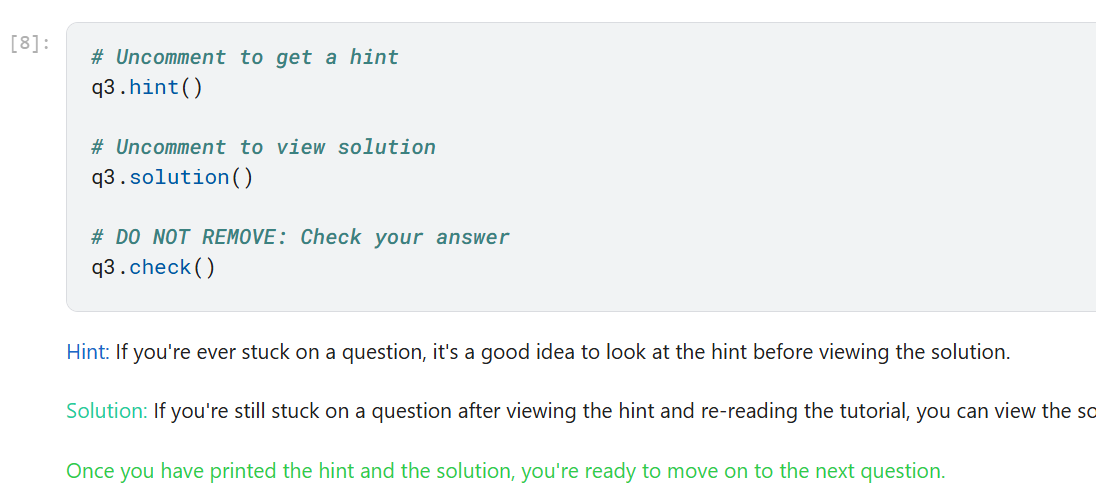 [8]:
# Uncomment to get a hint
q3.hint()
# Uncomment to view solution
q3.solution()
# DO NOT REMOVE: Check your answer
q3.check()
Hint: If you're ever stuck on a question, it's a good idea to look at the hint before viewing the solution.
Solution: If you're still stuck on a question after viewing the hint and re-reading the tutorial, you can view the so
Once you have printed the hint and the solution, you're ready to move on to the next question.